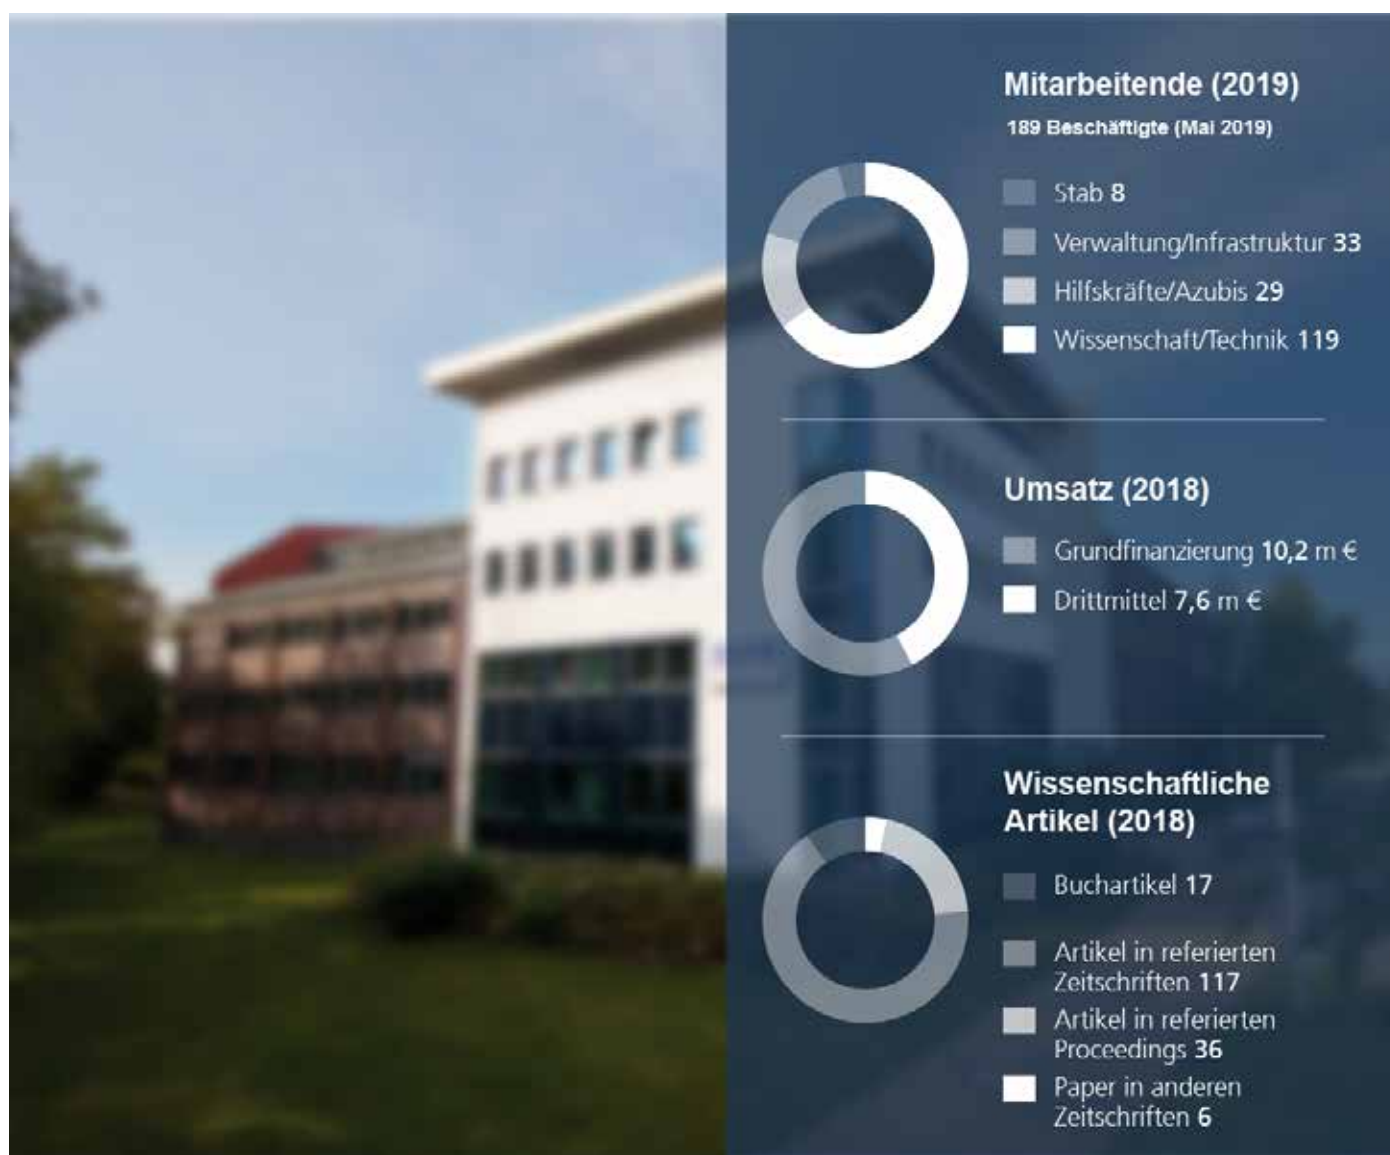 Mitarbeitende (2019)
189 Beschäftigte (Mai 2019)
Stab 8
Verwaltung/Infrastruktur 33
Hilfskräfte/Azubis 29
Wissenschaft/Technik 119
Umsatz (2018)
Grundfinanzierung 10,2 m €
Drittmittel 7,6 m €
Wissenschaftliche
Artikel (2018)
Buchartikel 17
Artikel in referierten
Zeitschriften 117
Artikel in referierten
Proceedings 36
Paper in anderen
Zeitschriften 6